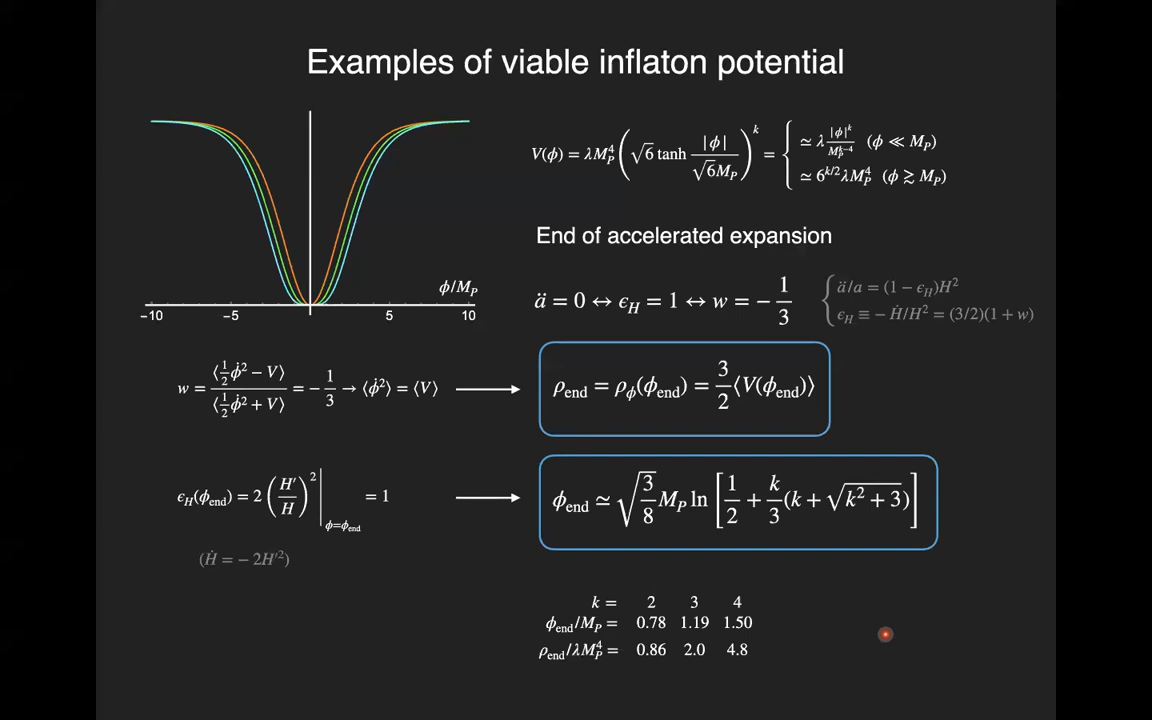 Examples of viable inflaton potential
V(ϕ) = λM_P^4 (√6 tanh |ϕ|/(√6M_P))^k = { ≃ λ |ϕ|^k/M_P^{k−4} (ϕ ≪ M_P)
≃ 6^{k/2}λM_P^4 (ϕ ≳ M_P)
ϕ/M_P
−10 −5 5 10
End of accelerated expansion
ä = 0 ↔ ϵ_H = 1 ↔ w = − 1/3
{ ä/a = (1 − ϵ_H)H^2
ϵ_H ≡ − Ḣ/H^2 = (3/2)(1 + w)
w = ⟨½ϕ̇^2 − V⟩/⟨½ϕ̇^2 + V⟩ = − 1/3 → ⟨ϕ̇^2⟩ = ⟨V⟩
ρ_end = ρ_ϕ(ϕ_end) = 3/2 ⟨V(ϕ_end)⟩
ϵ_H(ϕ_end) = 2 (H′/H)^2 |_{ϕ=ϕ_end} = 1
ϕ_end ≃ √(3/8) M_P ln [1/2 + k/3 (k + √(k^2 + 3))]
(Ḣ = − 2H′^2)
k = 2 3 4
ϕ_end/M_P = 0.78 1.19 1.50
ρ_end/λM_P^4 = 0.86 2.0 4.8